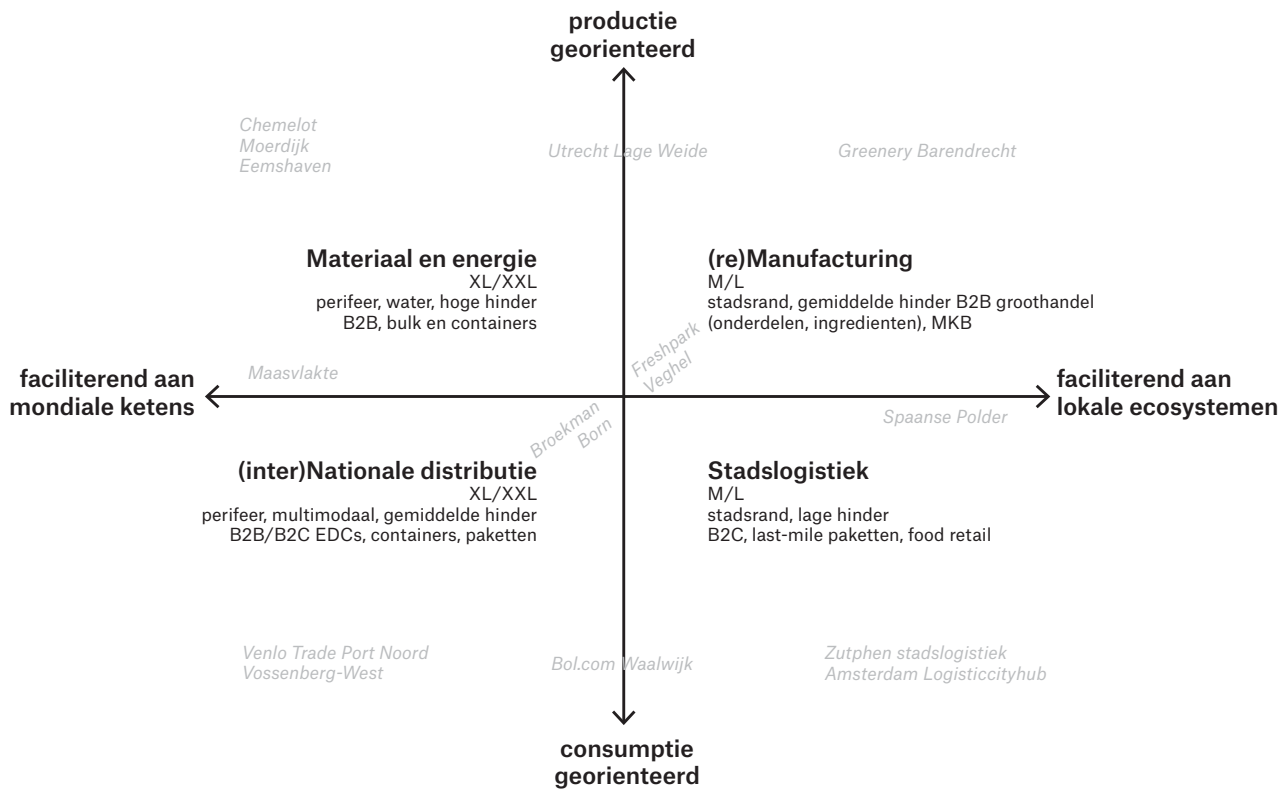 productie
georienteerd
Chemelot
Moerdijk
Eemshaven
Utrecht Lage Weide
Greenery Barendrecht
Materiaal en energie
XL/XXL
perifeer, water, hoge hinder
B2B, bulk en containers
(re)Manufacturing
M/L
stadsrand, gemiddelde hinder B2B groothandel
(onderdelen, ingredienten), MKB
Freshpark
Veghel
Maasvlakte
faciliterend aan
mondiale ketens
faciliterend aan
lokale ecosystemen
Spaanse Polder
Broekman
Born
(inter)Nationale distributie
XL/XXL
perifeer, multimodaal, gemiddelde hinder
B2B/B2C EDCs, containers, paketten
Stadslogistiek
M/L
stadsrand, lage hinder
B2C, last-mile paketten, food retail
Venlo Trade Port Noord
Vossenberg-West
Bol.com Waalwijk
Zutphen stadslogistiek
Amsterdam Logisticcityhub
consumptie
georienteerd